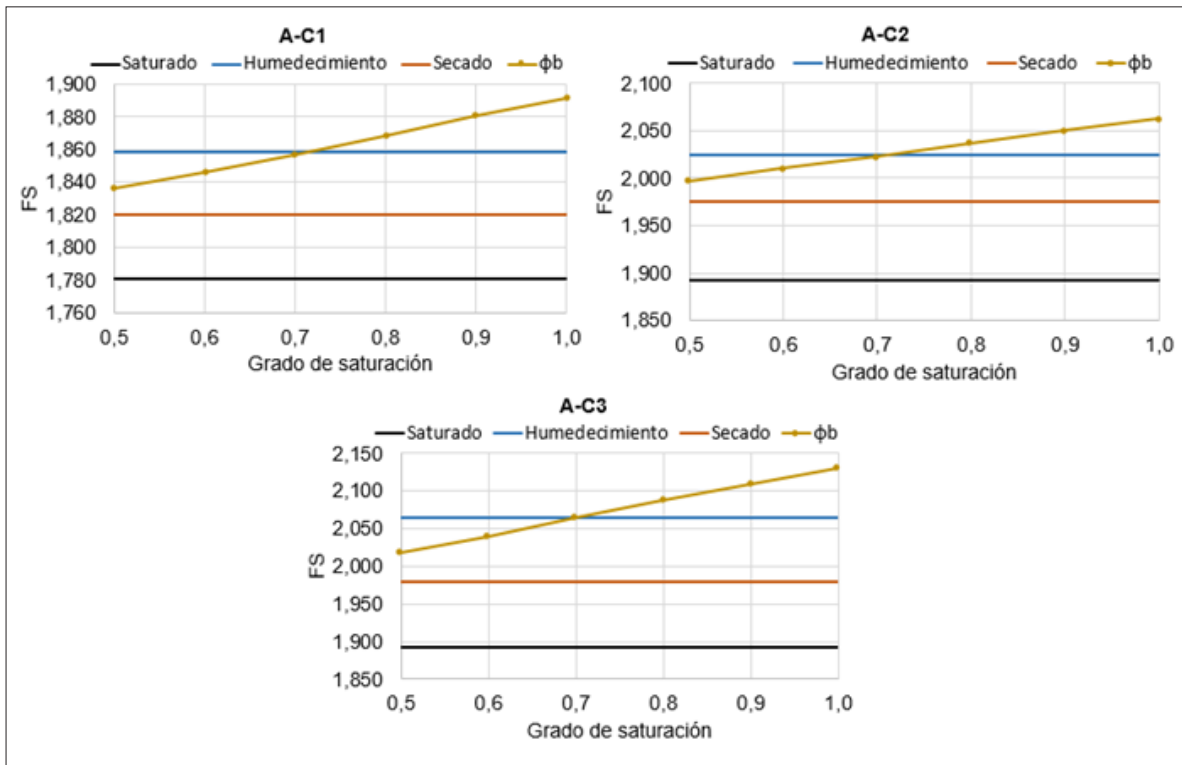 A-C1
Saturado Humedecimiento Secado ϕb
1,900
1,880
1,860
1,840
1,820
1,800
1,780
1,760
FS
0,5 0,6 0,7 0,8 0,9 1,0
Grado de saturación
A-C2
Saturado Humedecimiento Secado ϕb
2,100
2,050
2,000
1,950
1,900
1,850
FS
0,5 0,6 0,7 0,8 0,9 1,0
Grado de saturación
A-C3
Saturado Humedecimiento Secado ϕb
2,150
2,100
2,050
2,000
1,950
1,900
1,850
FS
0,5 0,6 0,7 0,8 0,9 1,0
Grado de saturación